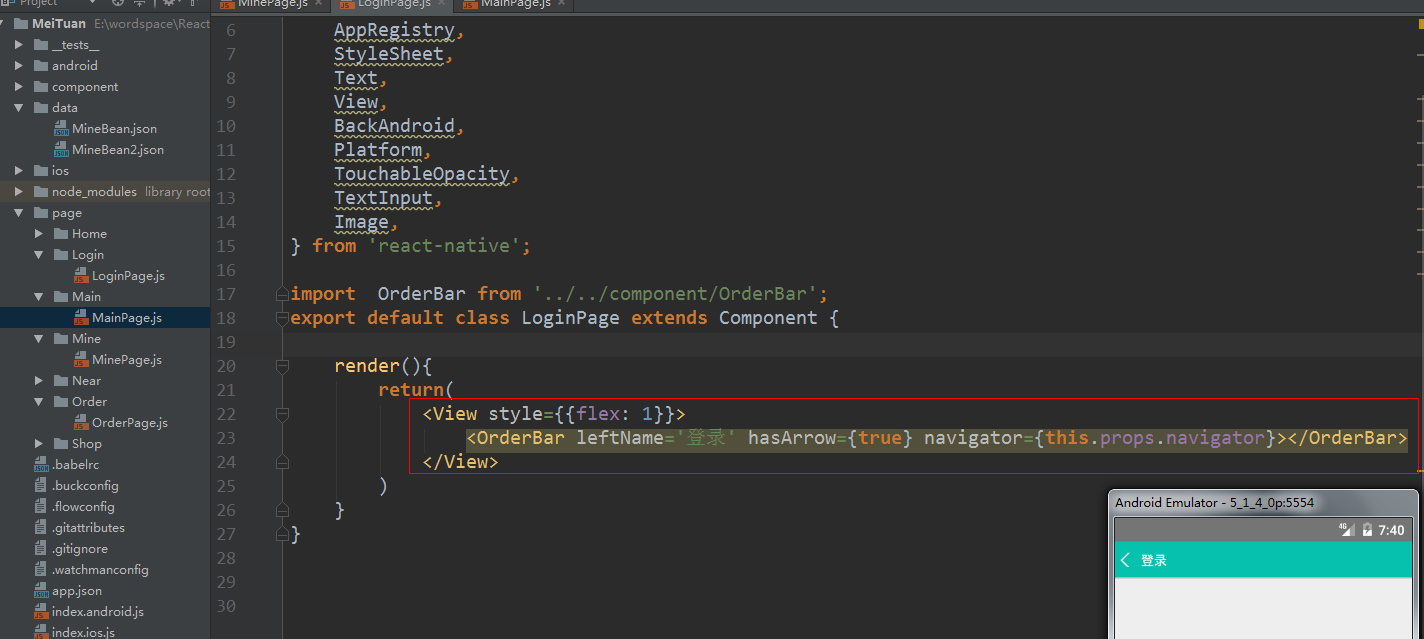 Project
MinePage.js
LoginPage.js
MainPage.js
MeiTuan E:\wordspace\React
__tests__
android
component
data
MineBean.json
MineBean2.json
ios
node_modules library root
page
Home
Login
LoginPage.js
Main
MainPage.js
Mine
MinePage.js
Near
Order
OrderPage.js
Shop
.babelrc
.buckconfig
.flowconfig
.gitattributes
.gitignore
.watchmanconfig
app.json
index.android.js
index.ios.js
6 AppRegistry,
7 StyleSheet,
8 Text,
9 View,
10 BackAndroid,
11 Platform,
12 TouchableOpacity,
13 TextInput,
14 Image,
15 } from 'react-native';
16
17 import  OrderBar from '../../component/OrderBar';
18 export default class LoginPage extends Component {
19
20 render(){
21 return(
22 <View style={{flex: 1}}>
23 <OrderBar leftName='登录' hasArrow={true} navigator={this.props.navigator}></OrderBar>
24 </View>
25 )
26 }
27 }
28
29
30
Android Emulator - 5_1_4_0p:5554
4G 7:40
登录